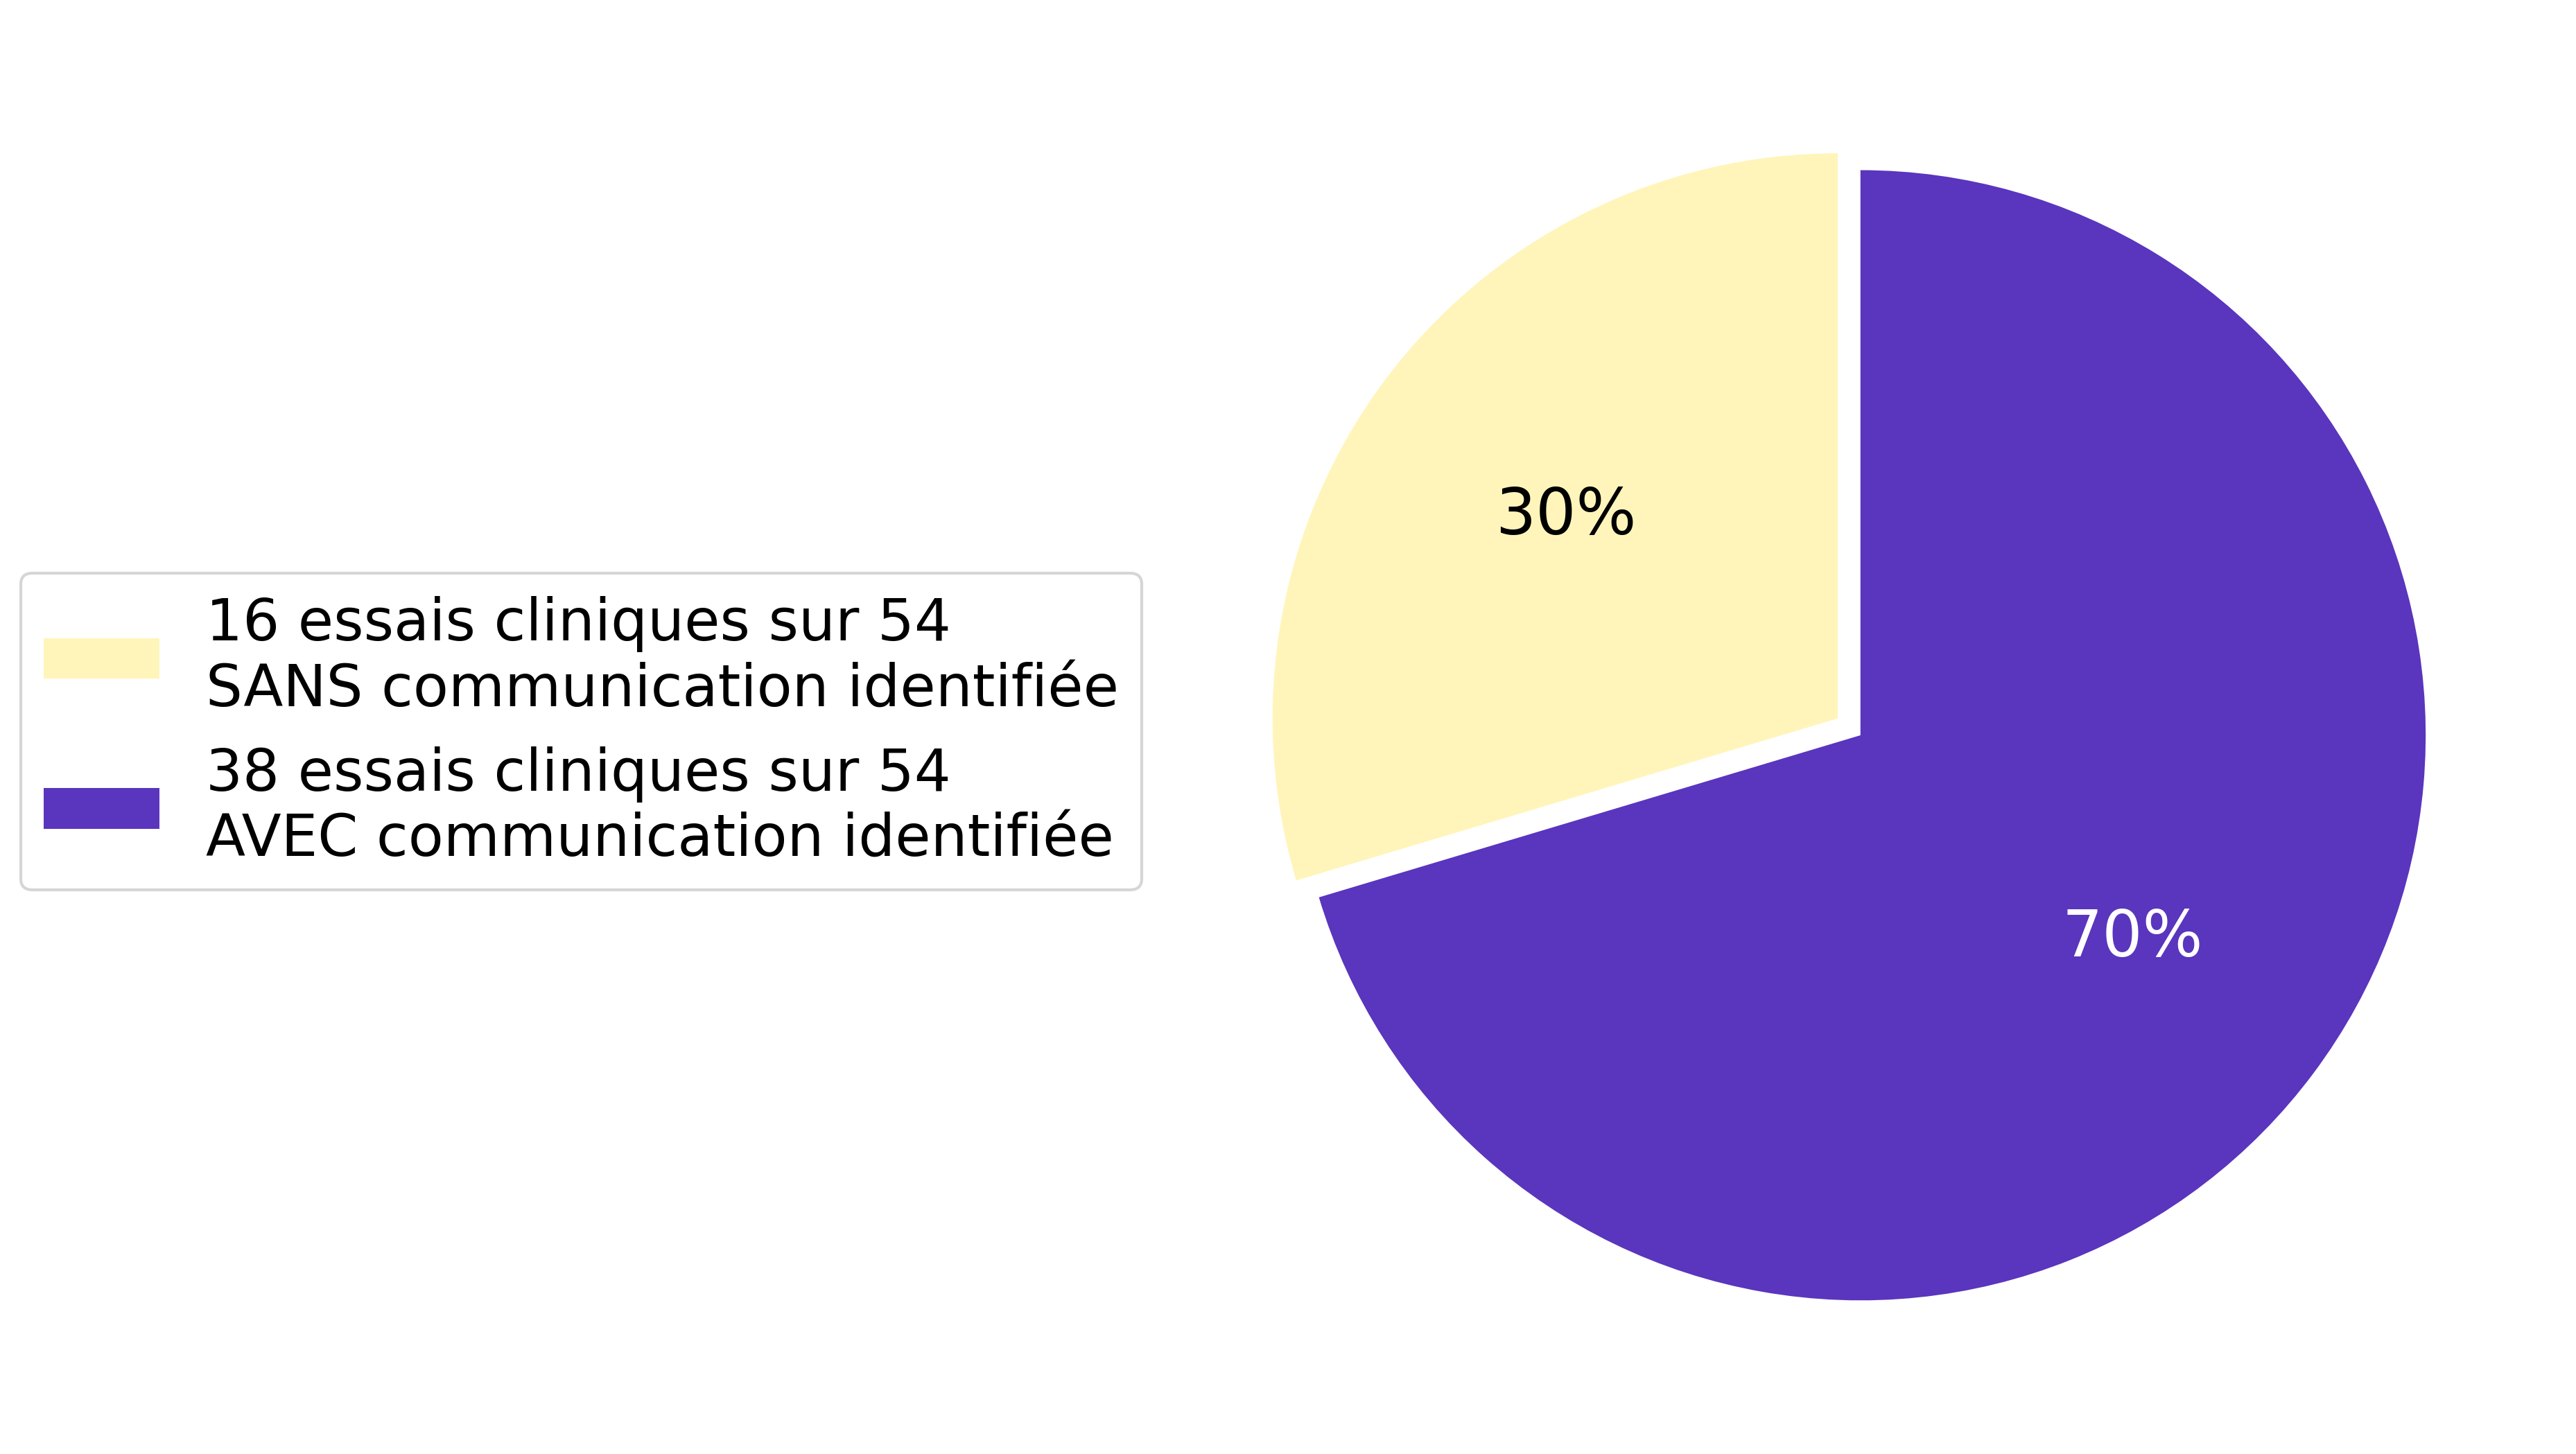 16 essais cliniques sur 54
SANS communication identifiée
38 essais cliniques sur 54
AVEC communication identifiée
30%
70%